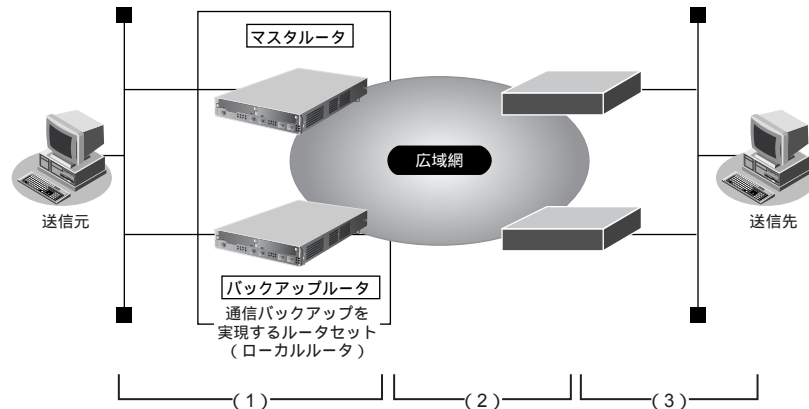 マスタルータ
広域網
送信元
送信先
バックアップルータ
通信バックアップを
実現するルータセット
(ローカルルータ)
(1)
(2)
(3)